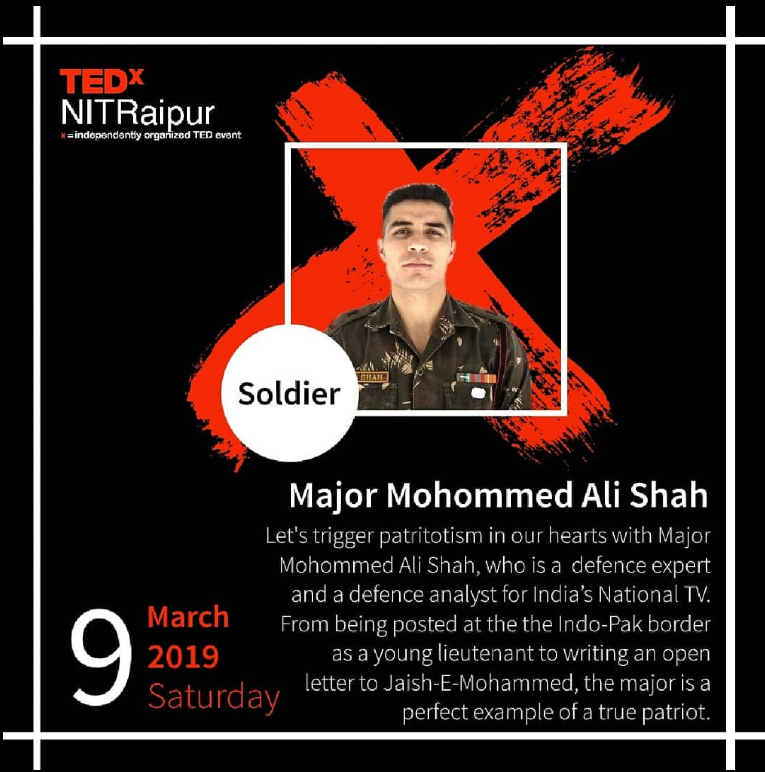 TEDx
NITRaipur
x=independently organized TED event
SHAH
Soldier
Major Mohommed Ali Shah
Let's trigger patritotism in our hearts with Major
Mohommed Ali Shah, who is a defence expert
and a defence analyst for India's National TV.
From being posted at the the Indo-Pak border
as a young lieutenant to writing an open
letter to Jaish-E-Mohammed, the major is a
perfect example of a true patriot.
9
March
2019
Saturday